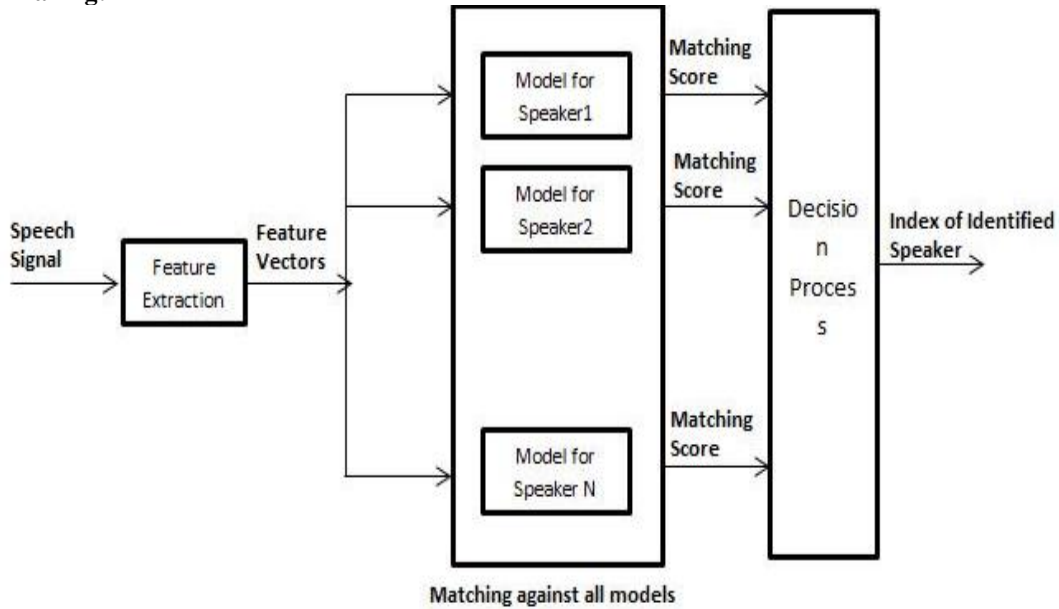 Matching
Score
Model for
Speaker1
Matching
Score
Model for
Speaker2
Speech
Signal
Feature
Extraction
Feature
Vectors
Decisio
n
Proces
s
Index of Identified
Speaker
Matching
Score
Model for
Speaker N
Matching against all models